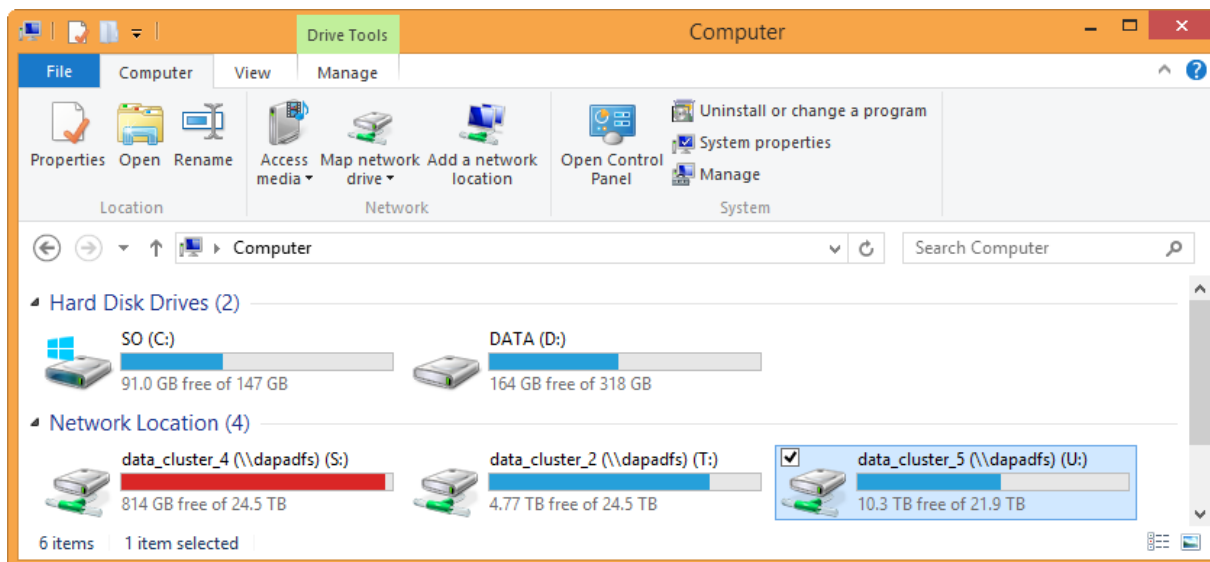 Drive Tools
Computer
File Computer View Manage
Properties Open Rename Access media Map network drive Add a network location Open Control Panel
Uninstall or change a program
System properties
Manage
Location Network System
Computer Search Computer
Hard Disk Drives (2)
SO (C:) DATA (D:)
91.0 GB free of 147 GB 164 GB free of 318 GB
Network Location (4)
data_cluster_4 (\\dapadfs) (S:) data_cluster_2 (\\dapadfs) (T:) data_cluster_5 (\\dapadfs) (U:)
814 GB free of 24.5 TB 4.77 TB free of 24.5 TB 10.3 TB free of 21.9 TB
6 items 1 item selected